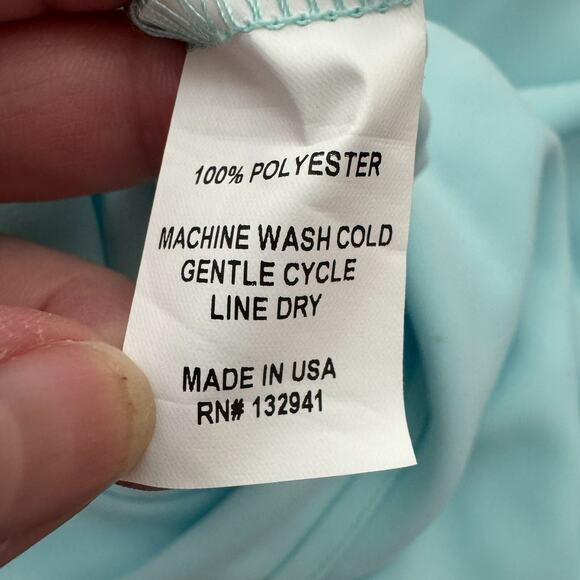 100% POLYESTER
MACHINE WASH COLD
GENTLE CYCLE
LINE DRY
MADE IN USA
RN# 132941